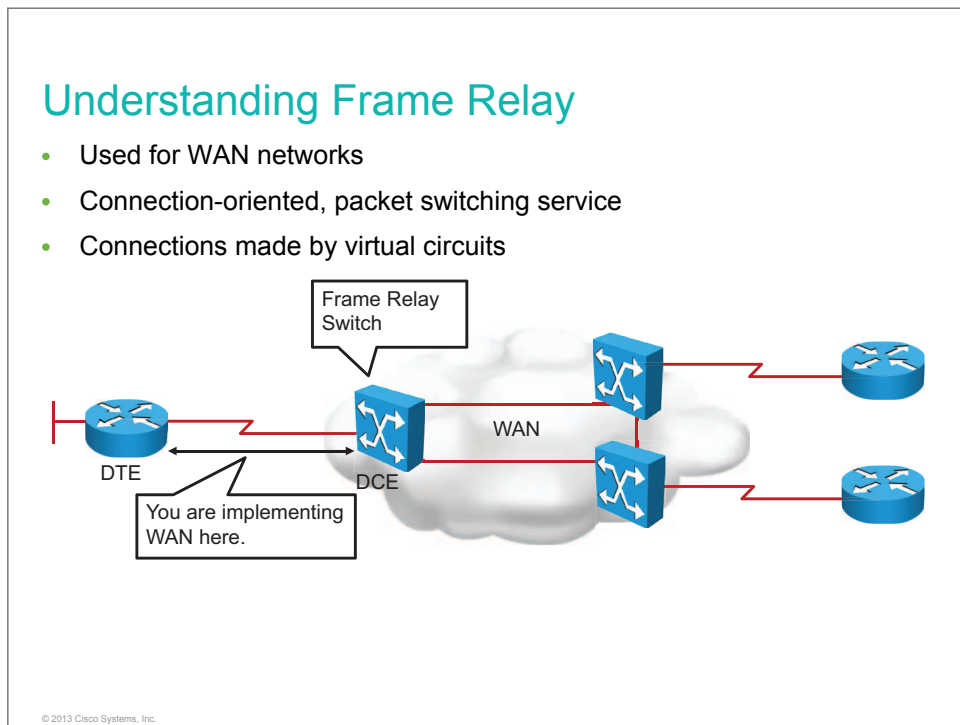 Understanding Frame Relay
• Used for WAN networks
• Connection-oriented, packet switching service
• Connections made by virtual circuits
Frame Relay
Switch
WAN
DTE
DCE
You are implementing
WAN here.
© 2013 Cisco Systems, Inc.